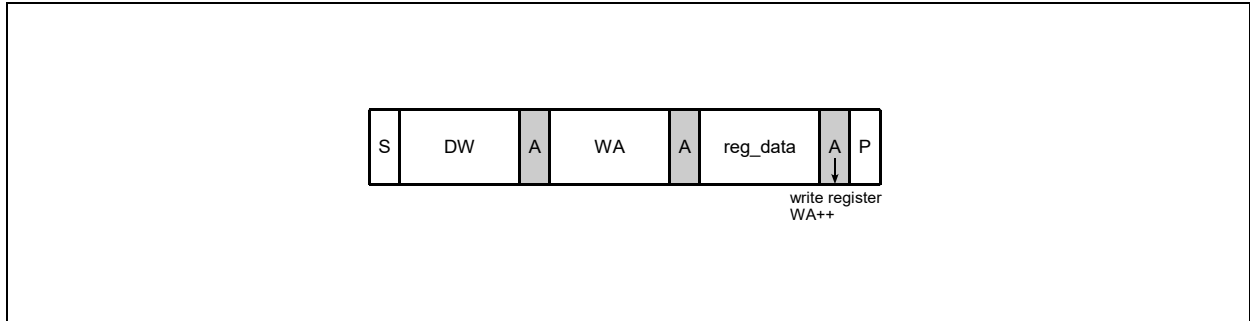 S DW A WA A reg_data A P
write register
WA++